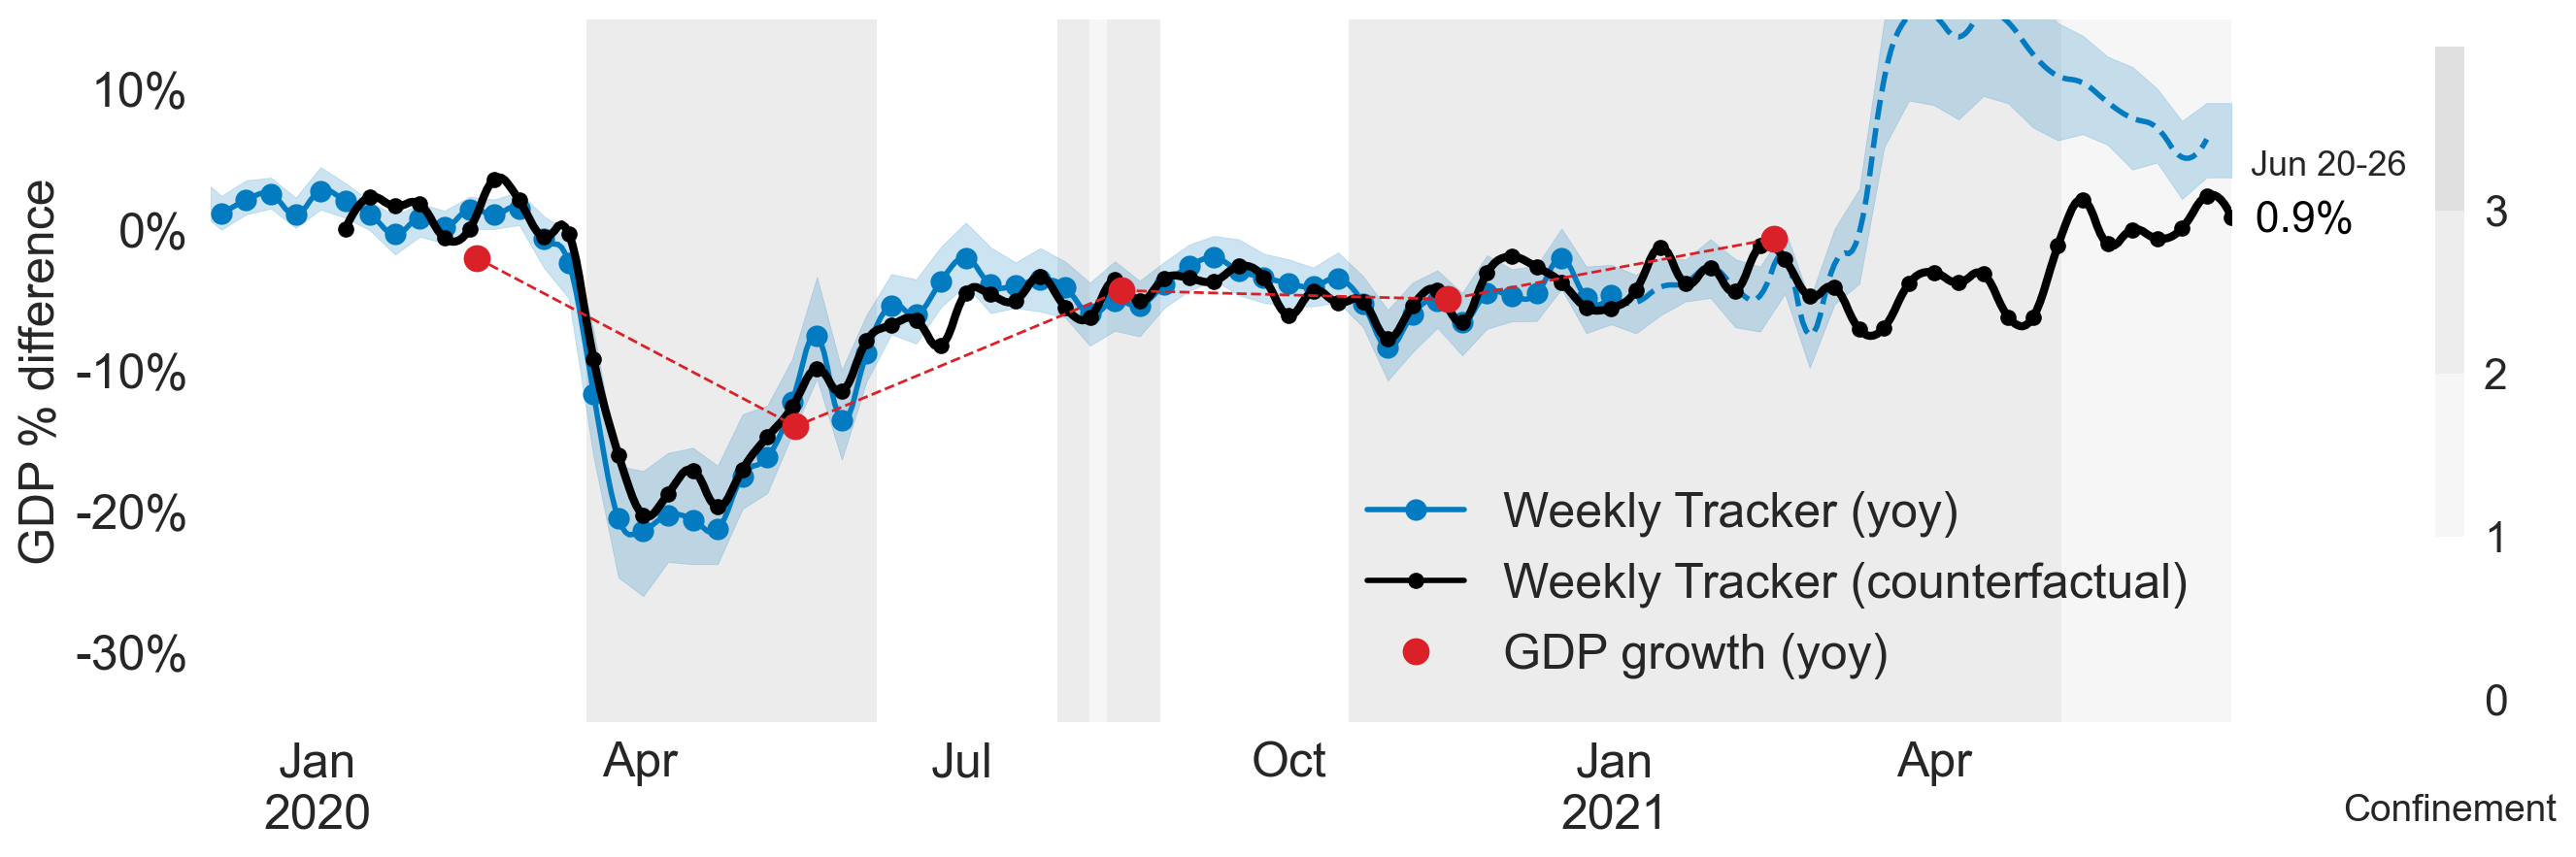 GDP % difference
10%
0%
-10%
-20%
-30%
Jan
2020
Apr
Jul
Oct
Jan
2021
Apr
Weekly Tracker (yoy)
Weekly Tracker (counterfactual)
GDP growth (yoy)
Jun 20-26
0.9%
3
2
1
0
Confinement